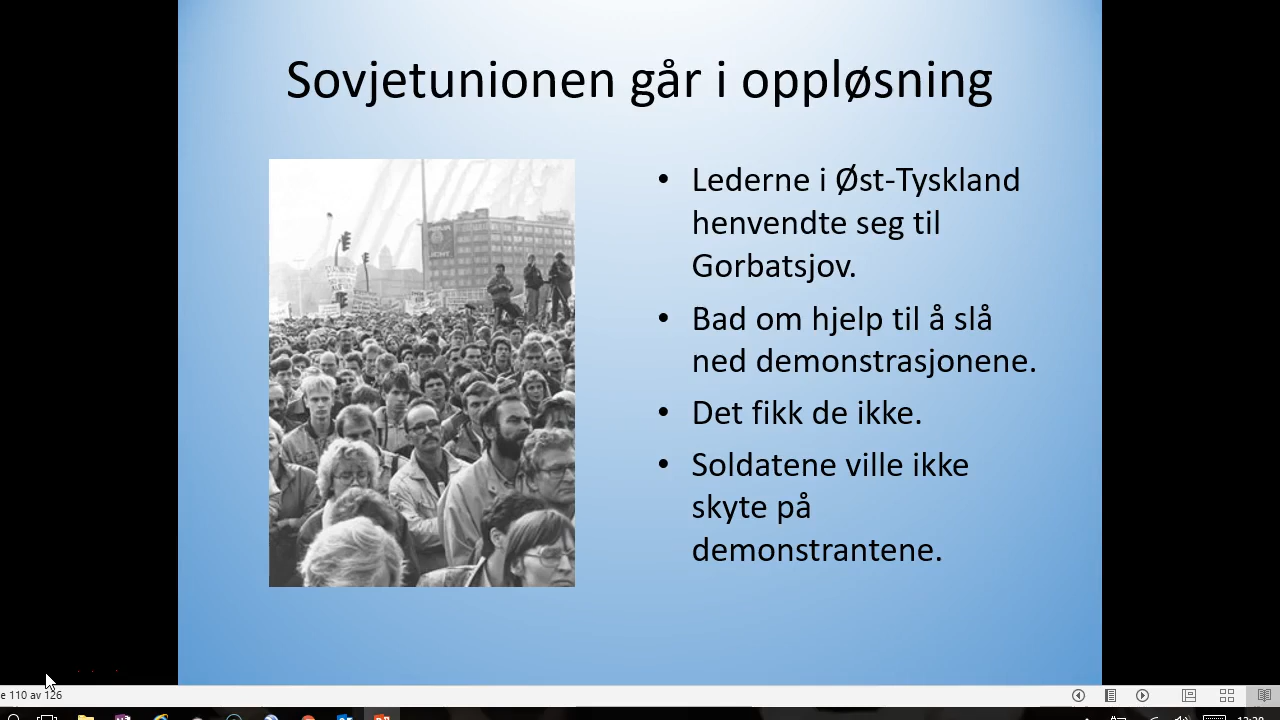 Sovjetunionen går i oppløsning
• Lederne i Øst-Tyskland
henvendte seg til
Gorbatsjov.
• Bad om hjelp til å slå
ned demonstrasjonene.
• Det fikk de ikke.
• Soldatene ville ikke
skyte på
demonstrantene.
e 110 av 126